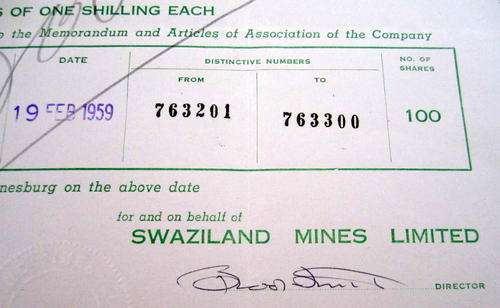 S OF ONE SHILLING EACH
the Memorandum and Articles of Association of the Company
DATE DISTINCTIVE NUMBERS NO. OF SHARES
FROM TO
19 FEB 1959 763201 763300 100
nesburg on the above date
for and on behalf of
SWAZILAND MINES LIMITED
DIRECTOR